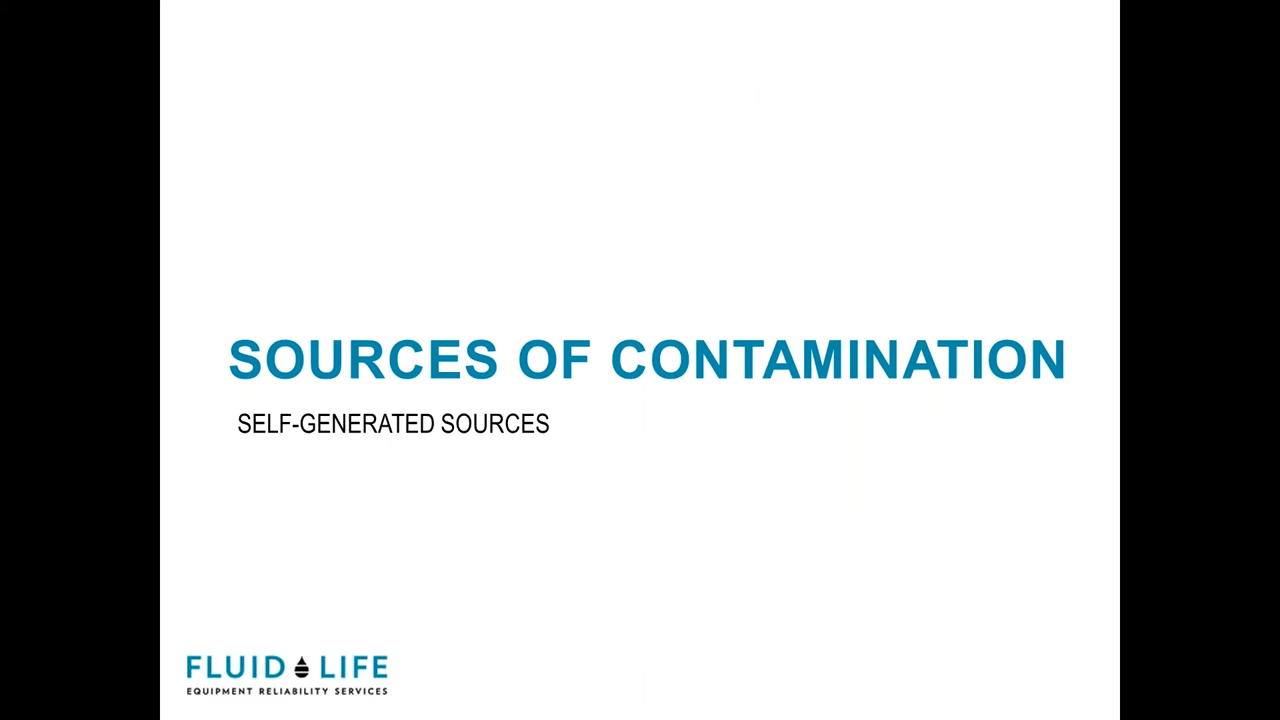 SOURCES OF CONTAMINATION
SELF-GENERATED SOURCES
FLUID LIFE
EQUIPMENT RELIABILITY SERVICES